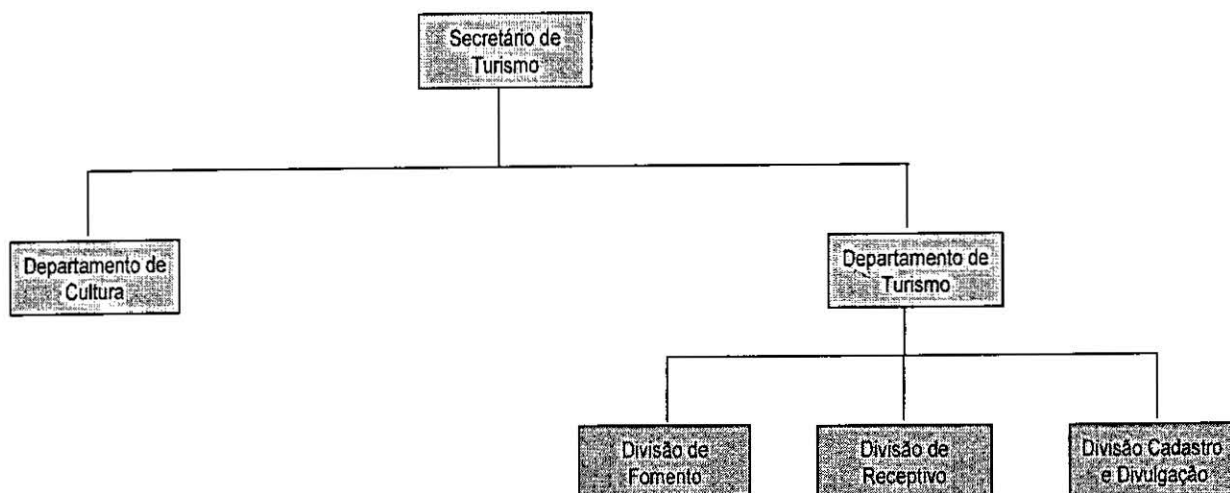 Secretário de
Turismo
Departamento de
Cultura
Departamento de
Turismo
Divisão de
Fomento
Divisão de
Receptivo
Divisão Cadastro
e Divulgação